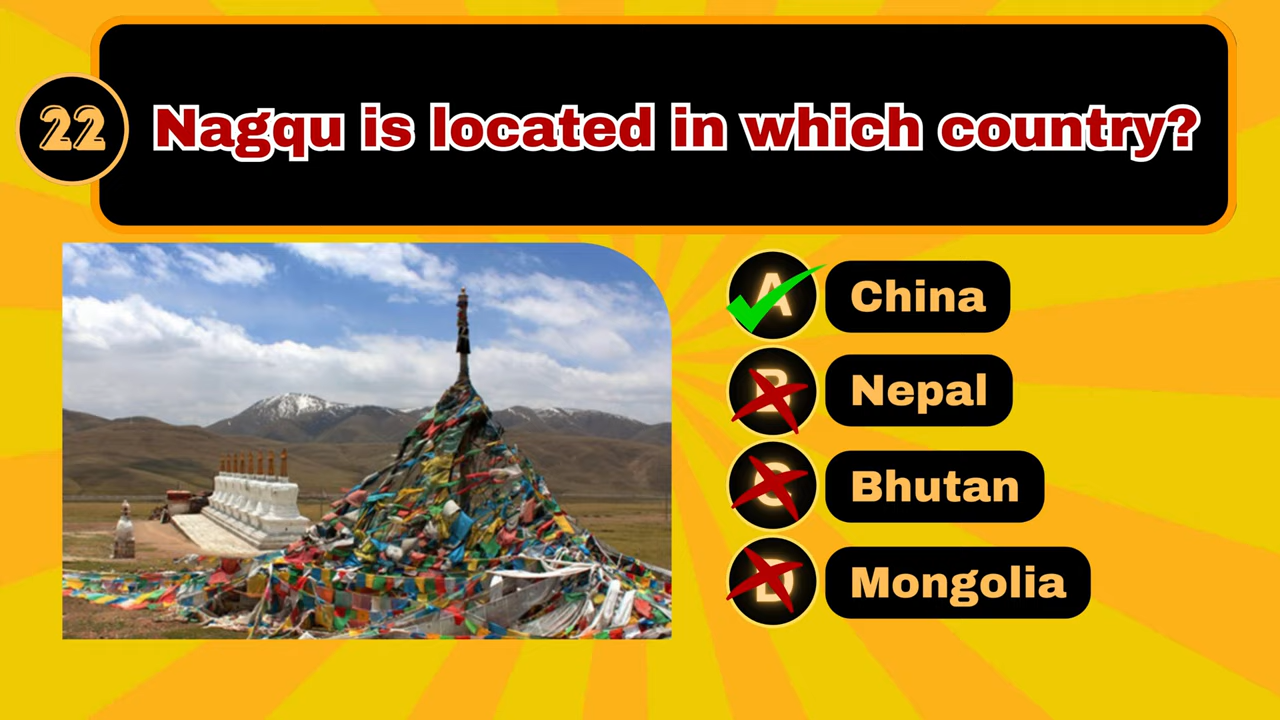 22
Nagqu is located in which country?
A China
B Nepal
C Bhutan
D Mongolia